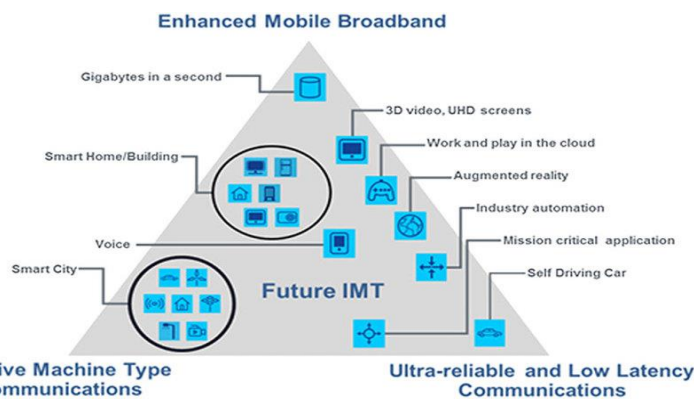 Enhanced Mobile Broadband
Gigabytes in a second
3D video, UHD screens
Work and play in the cloud
Smart Home/Building
Augmented reality
Industry automation
Voice
Mission critical application
Smart City
Self Driving Car
Future IMT
ive Machine Type
ommunications
Ultra-reliable and Low Latency
Communications